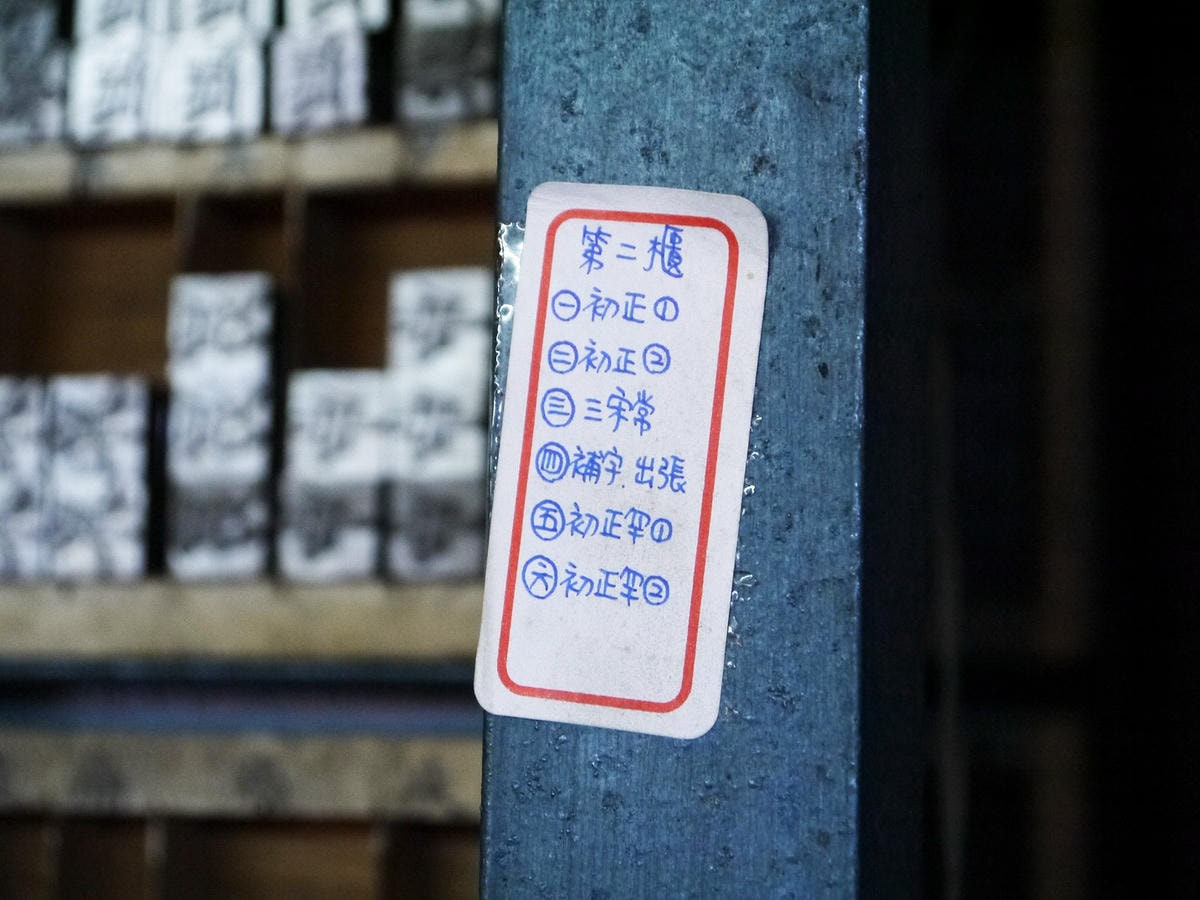 第二櫃
㊀初正①
㊁初正②
㊂三宋常
㊃補字.出張
㊄初正罕①
㊅初正罕②